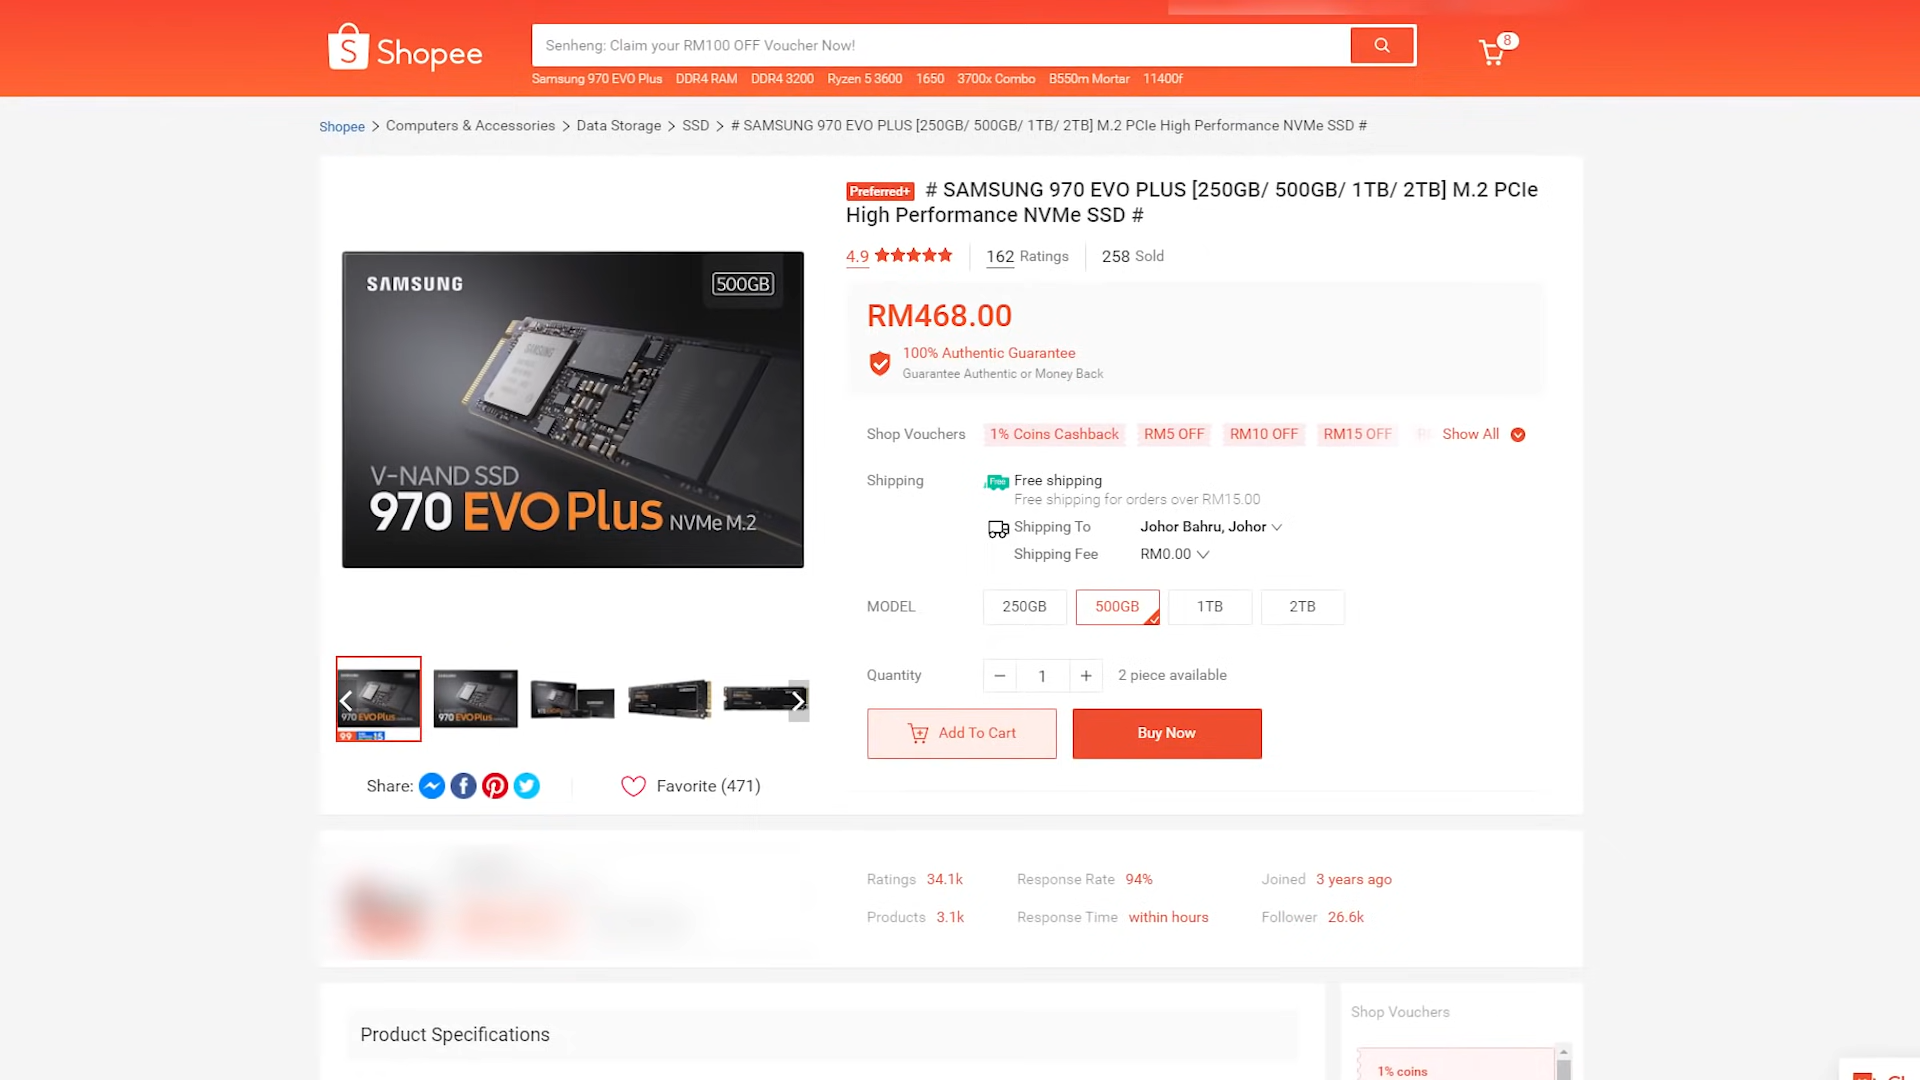 Shopee
Senheng: Claim your RM100 OFF Voucher Now!
8
Samsung 970 EVO Plus DDR4 RAM DDR4 3200 Ryzen 5 3600 1650 3700x Combo B550m Mortar 11400f
Shopee > Computers & Accessories > Data Storage > SSD > # SAMSUNG 970 EVO PLUS [250GB/ 500GB/ 1TB/ 2TB] M.2 PCIe High Performance NVMe SSD #
SAMSUNG
500GB
V-NAND SSD
970 EVO Plus NVMe M.2
Share:
Favorite (471)
Preferred+ # SAMSUNG 970 EVO PLUS [250GB/ 500GB/ 1TB/ 2TB] M.2 PCIe
High Performance NVMe SSD #
4.9
162 Ratings
258 Sold
RM468.00
100% Authentic Guarantee
Guarantee Authentic or Money Back
Shop Vouchers 1% Coins Cashback RM5 OFF RM10 OFF RM15 OFF Show All
Shipping Free Free shipping
Free shipping for orders over RM15.00
Shipping To Johor Bahru, Johor
Shipping Fee RM0.00
MODEL 250GB 500GB 1TB 2TB
Quantity − 1 + 2 piece available
Add To Cart Buy Now
Ratings 34.1k Response Rate 94% Joined 3 years ago
Products 3.1k Response Time within hours Follower 26.6k
Product Specifications
Shop Vouchers
1% coins